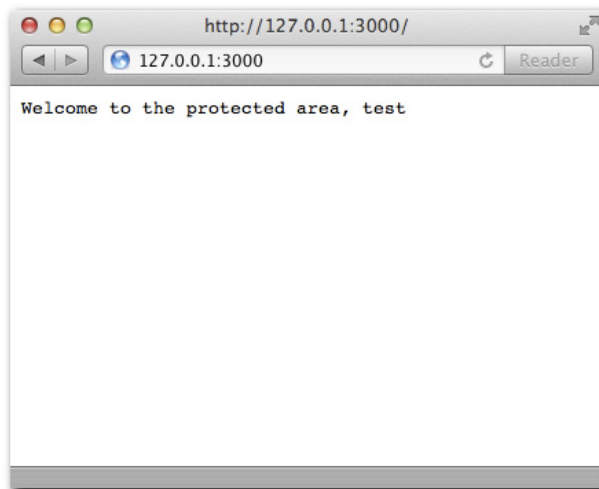 http://127.0.0.1:3000/
127.0.0.1:3000
Reader
Welcome to the protected area, test